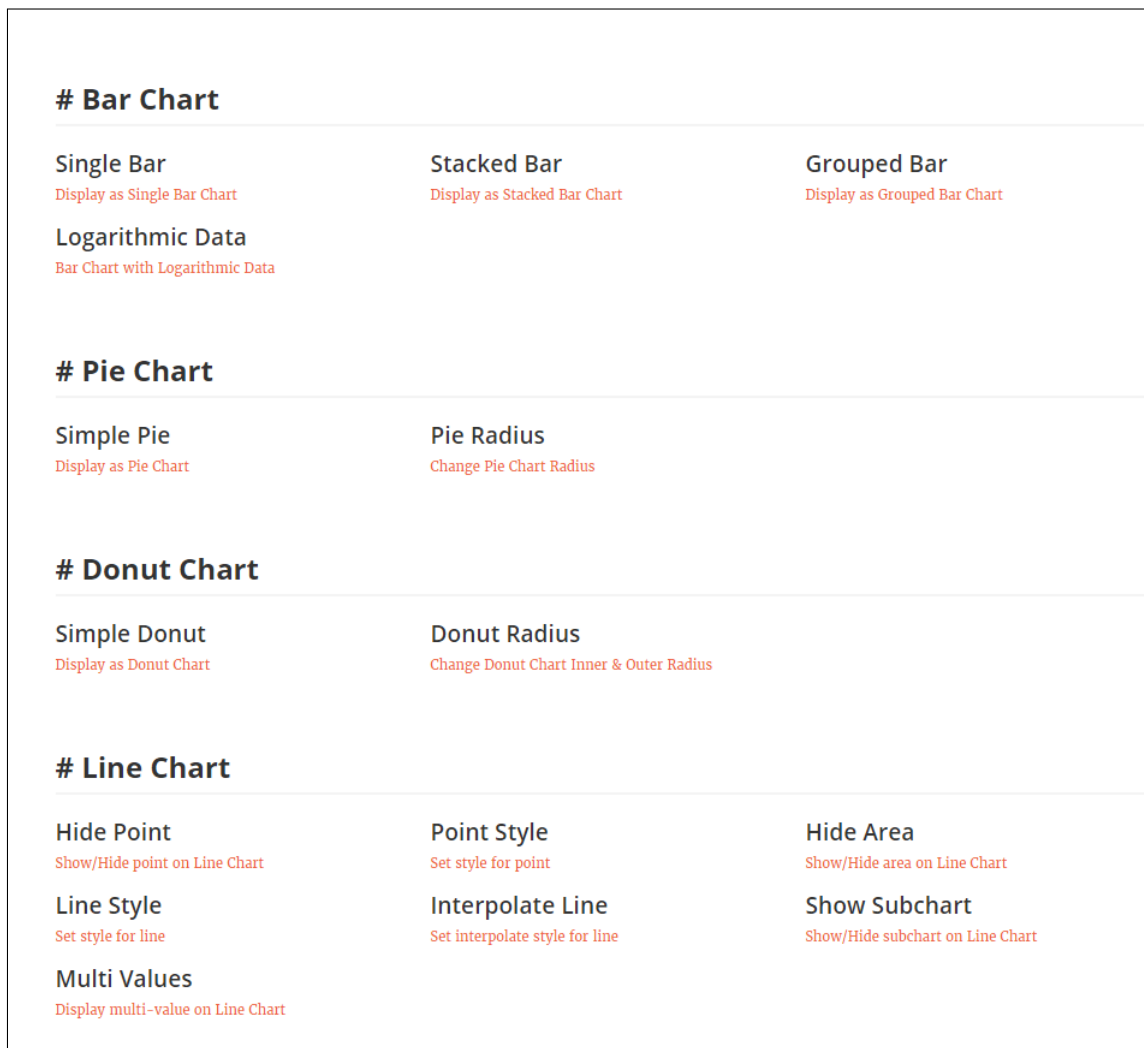 # Bar Chart
Single Bar
Display as Single Bar Chart
Stacked Bar
Display as Stacked Bar Chart
Grouped Bar
Display as Grouped Bar Chart
Logarithmic Data
Bar Chart with Logarithmic Data
# Pie Chart
Simple Pie
Display as Pie Chart
Pie Radius
Change Pie Chart Radius
# Donut Chart
Simple Donut
Display as Donut Chart
Donut Radius
Change Donut Chart Inner & Outer Radius
# Line Chart
Hide Point
Show/Hide point on Line Chart
Point Style
Set style for point
Hide Area
Show/Hide area on Line Chart
Line Style
Set style for line
Interpolate Line
Set interpolate style for line
Show Subchart
Show/Hide subchart on Line Chart
Multi Values
Display multi-value on Line Chart